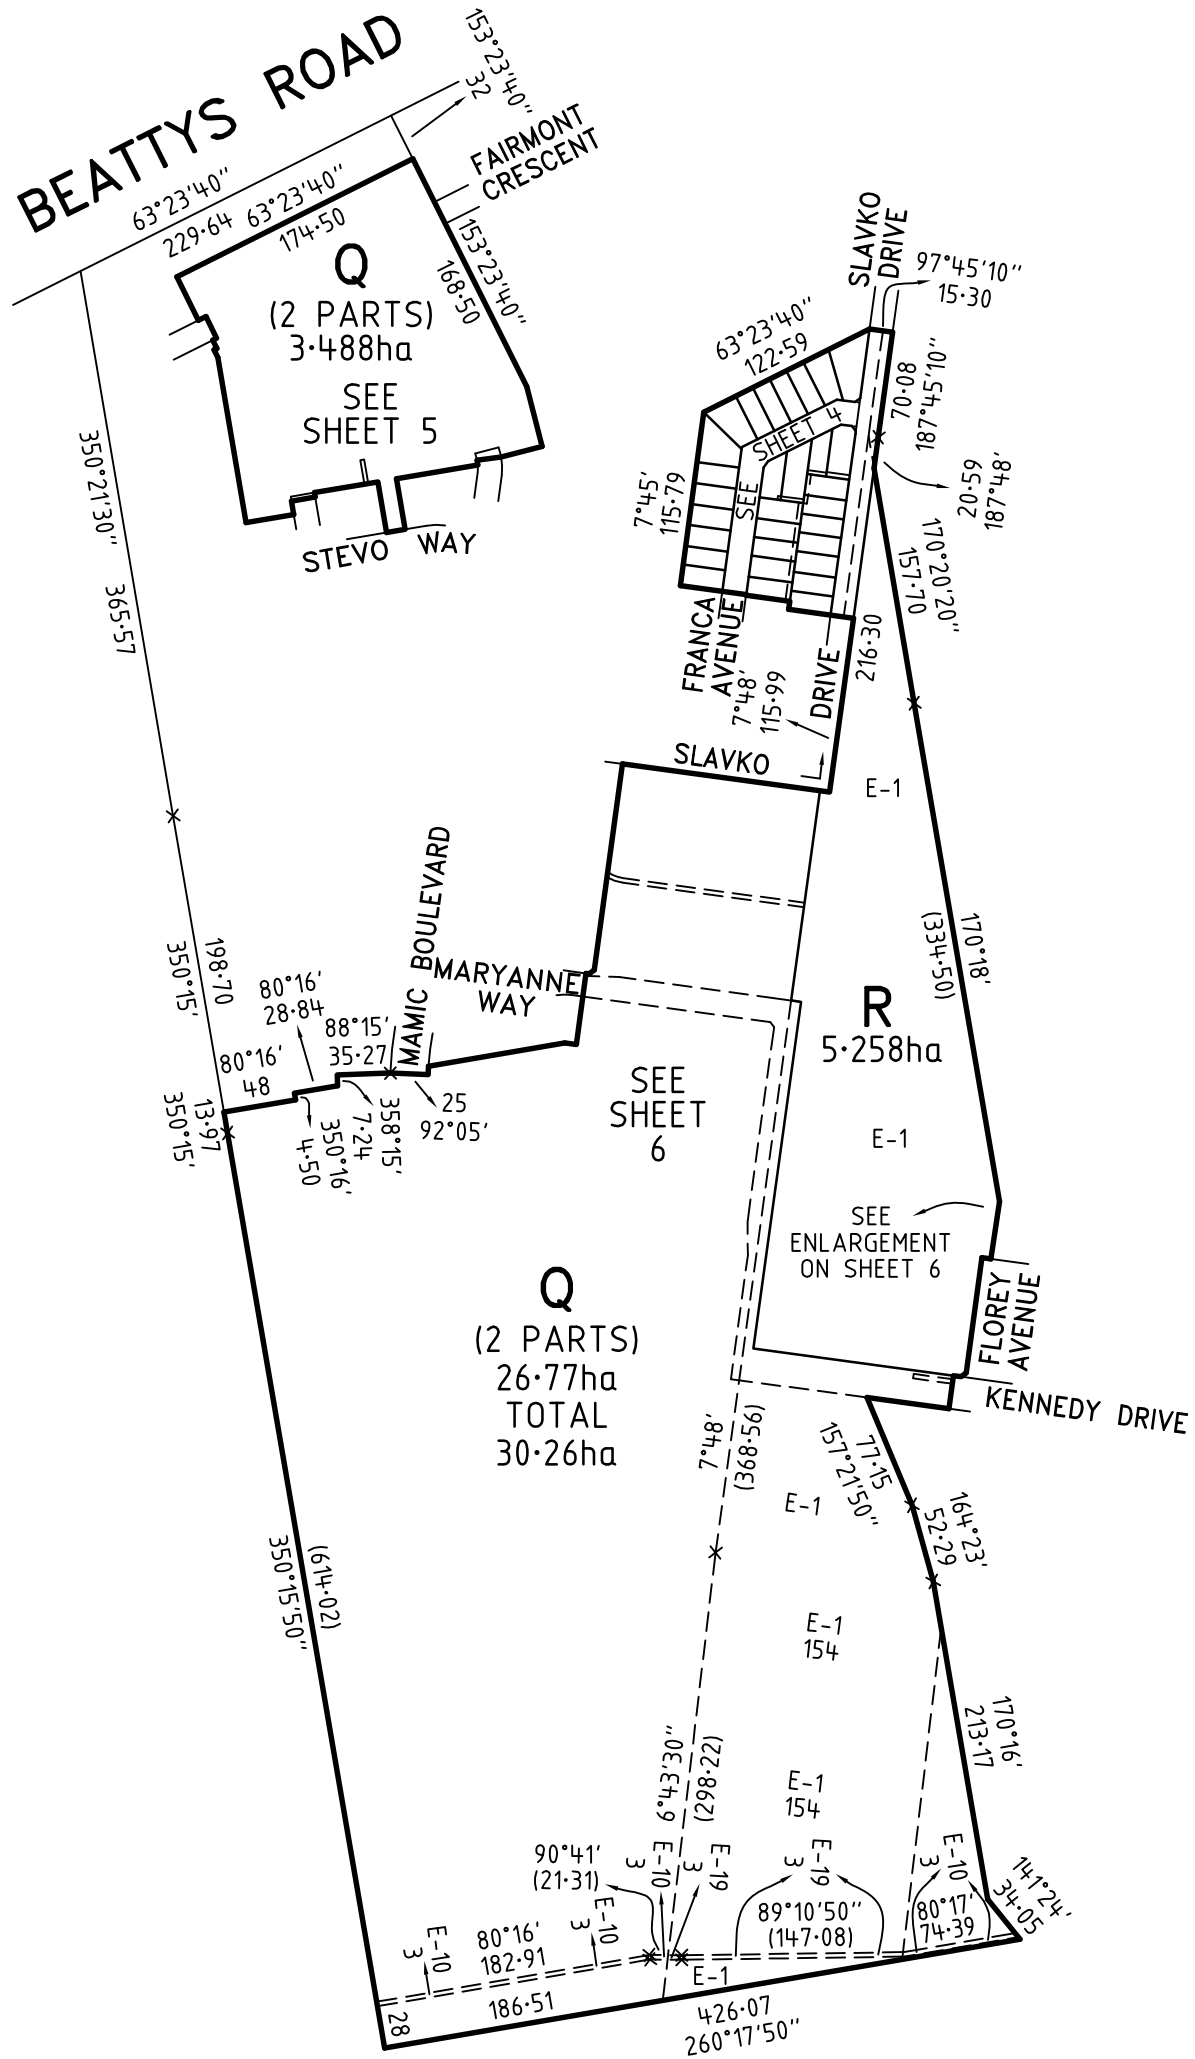 BEATTYS ROAD
153°23'40"
32
FAIRMONT
CRESCENT
63°23'40"
229·64
63°23'40"
174·50
153°23'40"
168·50
Q
(2 PARTS)
3·488ha
SEE
SHEET 5
STEVO WAY
350°21'30"
365·57
SLAVKO
DRIVE
97°45'10"
15·30
63°23'40"
122·59
70·08
187°45'10"
SHEET 4
SEE
7°45'
115·79
20·59
187°48'
170°20'20"
157·70
FRANCA
AVENUE
216·30
DRIVE
7°48'
115·99
SLAVKO
E-1
MAMIC BOULEVARD
MARYANNE
WAY
170°18'
(334·50)
198·70
350°15'
80°16'
28·84
88°15'
35·27
80°16'
48
R
5·258ha
SEE
SHEET
6
13·97
350°15'
4·50
350°16'
7·24
358°15'
25
92°05'
E-1
SEE
ENLARGEMENT
ON SHEET 6
Q
(2 PARTS)
26·77ha
TOTAL
30·26ha
FLOREY
AVENUE
KENNEDY DRIVE
7°48'
(368·56)
77·15
157°21'50"
E-1
164°23'
52·29
(614·02)
350°15'50"
E-1
154
170°16'
213·17
6°43'30"
(298·22)
E-1
154
90°41'
(21·31)
E-10
3
E-19
3
E-19
3
E-10
3
141°24'
34·05
E-10
3
80°16'
182·91
E-10
3
89°10'50"
(147·08)
80°17'
74·39
E-1
186·51
28
426·07
260°17'50"